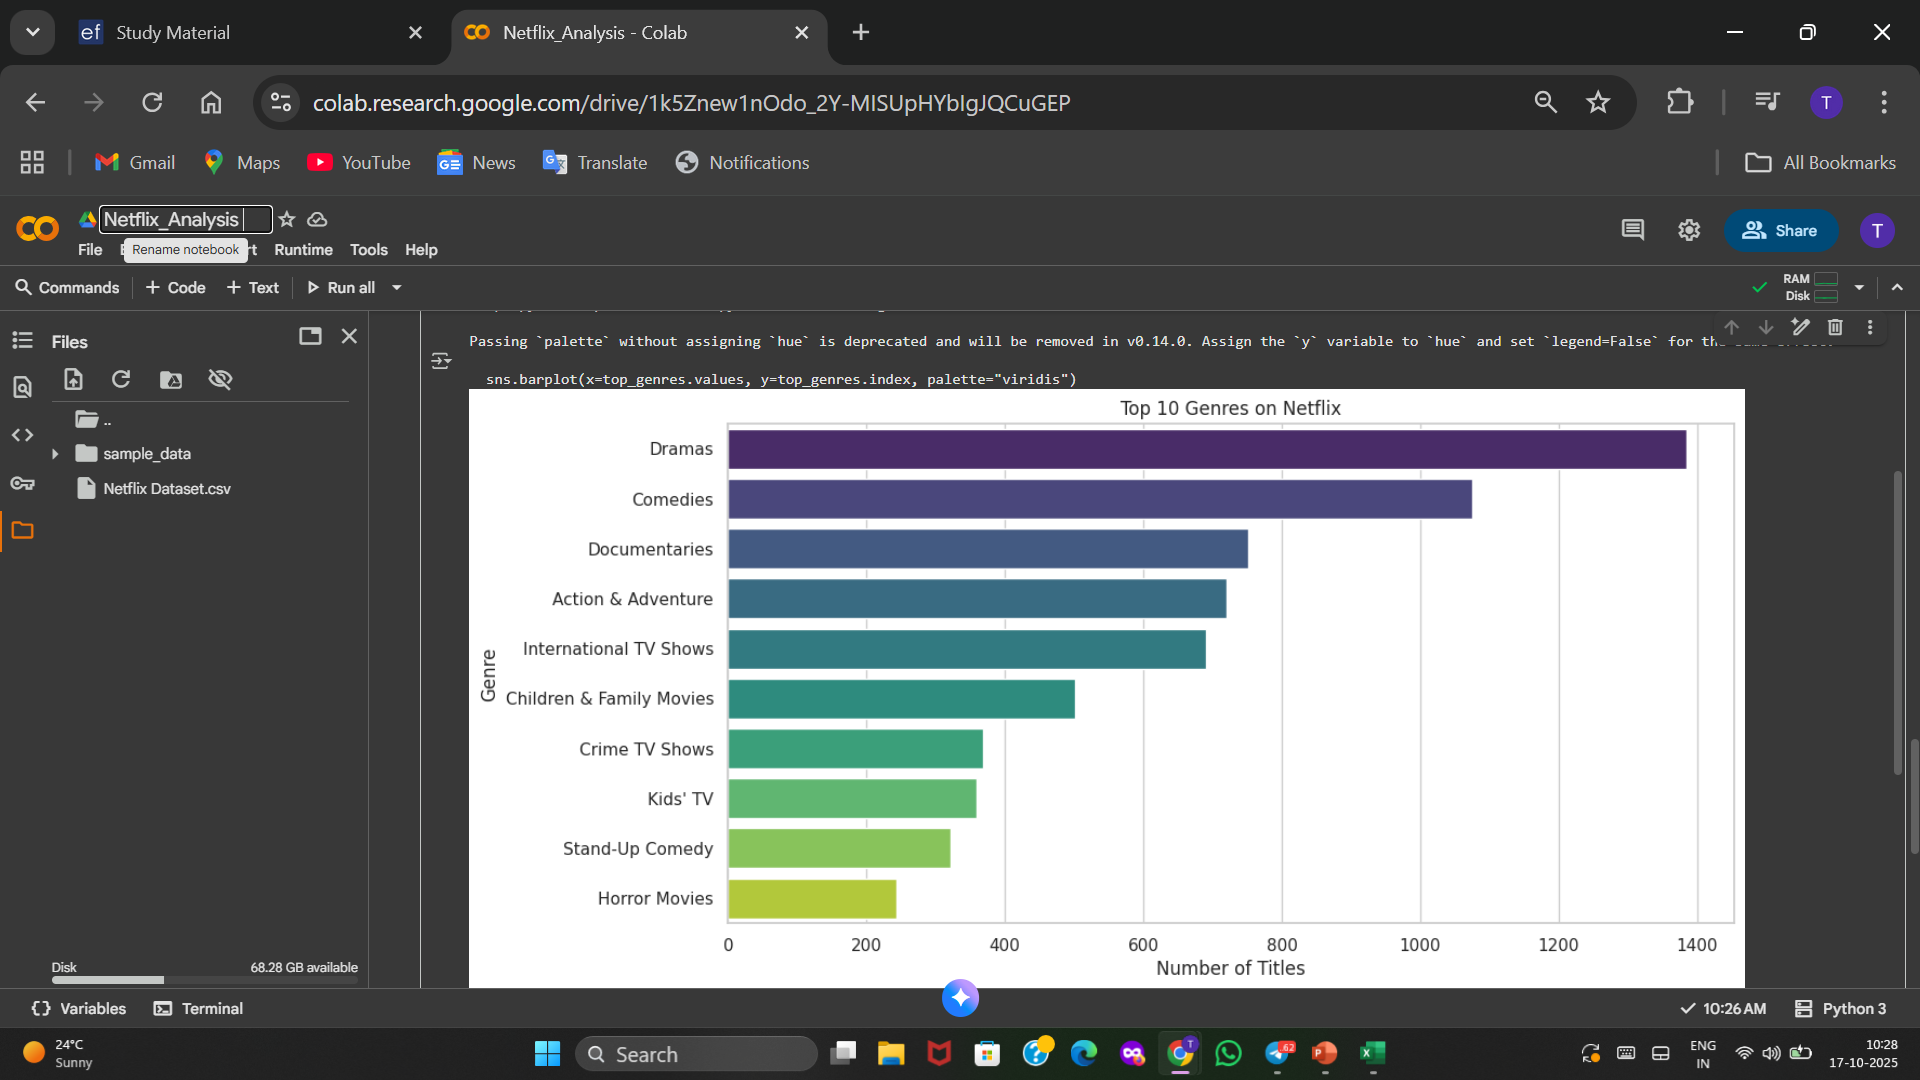 ef Study Material
Netflix_Analysis - Colab
colab.research.google.com/drive/1k5Znew1nOdo_2Y-MISUpHYbIgJQCuGEP
T
Gmail Maps YouTube News Translate Notifications All Bookmarks
Netflix_Analysis
File
Rename notebook
Runtime Tools Help
Share T
Commands + Code + Text Run all
RAM
Disk
Files
..
sample_data
Netflix Dataset.csv
Disk 68.28 GB available
Passing `palette` without assigning `hue` is deprecated and will be removed in v0.14.0. Assign the `y` variable to `hue` and set `legend=False` for
sns.barplot(x=top_genres.values, y=top_genres.index, palette="viridis")
Top 10 Genres on Netflix
Genre
Dramas
Comedies
Documentaries
Action & Adventure
International TV Shows
Children & Family Movies
Crime TV Shows
Kids' TV
Stand-Up Comedy
Horror Movies
0 200 400 600 800 1000 1200 1400
Number of Titles
Variables Terminal
10:26 AM Python 3
24°C
Sunny
Search
62
ENG
IN
10:28
17-10-2025